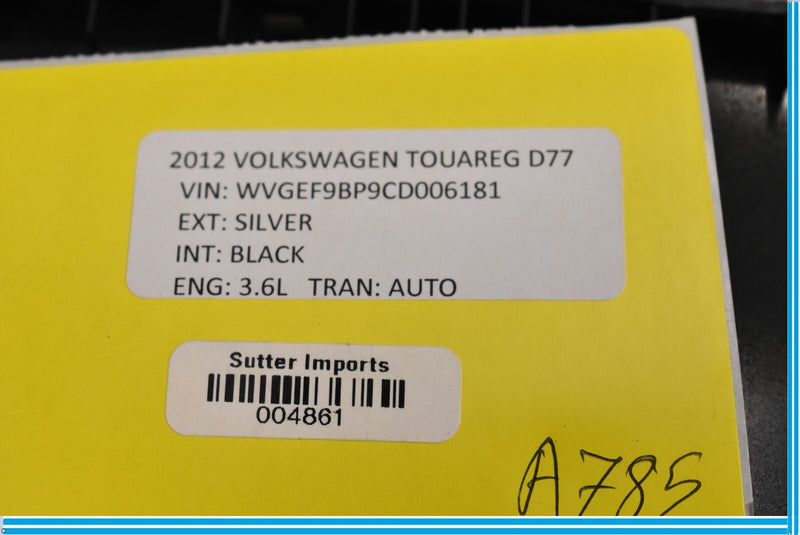 2012 VOLKSWAGEN TOUAREG D77
VIN: WVGEF9BP9CD006181
EXT: SILVER
INT: BLACK
ENG: 3.6L TRAN: AUTO
Sutter Imports
004861
A785